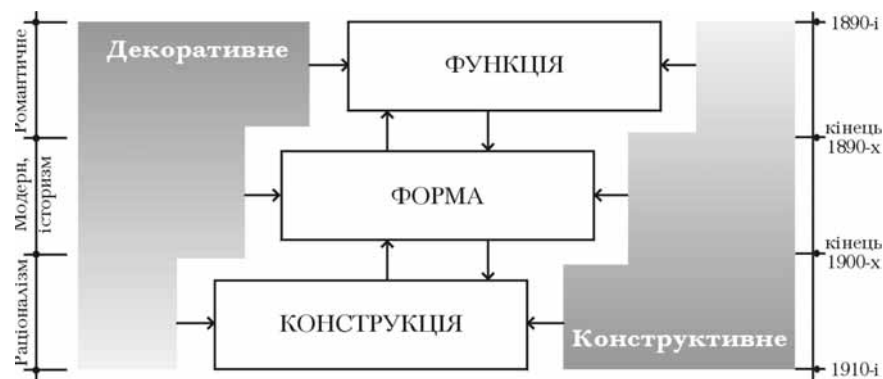 Романтичне
Декоративне
ФУНКЦІЯ
1890-і
кінець
1890-х
Модерн,
історизм
ФОРМА
кінець
1900-х
Раціоналізм
КОНСТРУКЦІЯ
Конструктивне
1910-і